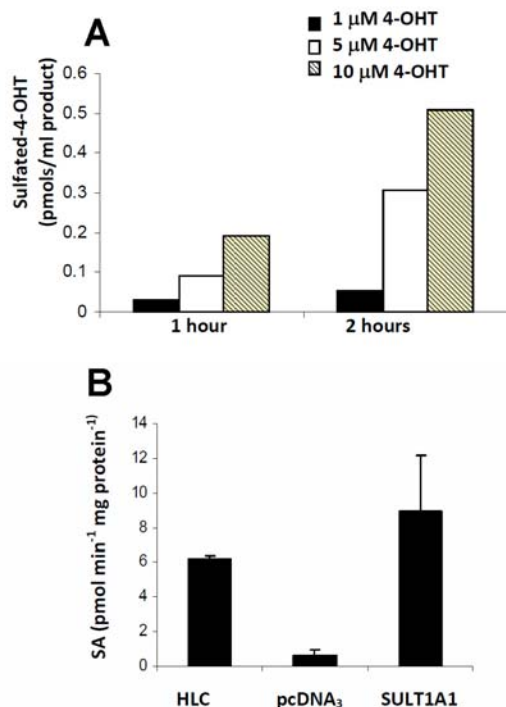 A
1 µM 4-OHT
5 µM 4-OHT
10 µM 4-OHT
Sulfated-4-OHT
(pmols/ml product)
0.6
0.5
0.4
0.3
0.2
0.1
0
1 hour
2 hours
B
SA (pmol min⁻¹ mg protein⁻¹)
14
12
10
8
6
4
2
0
HLC
pcDNA₃
SULT1A1